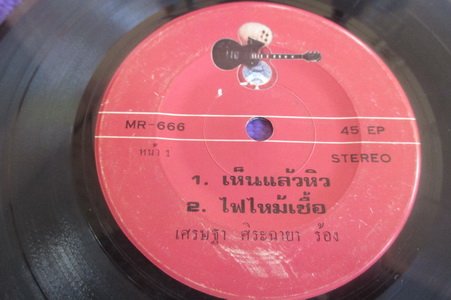 MR-666
45 EP
หน้า 1
STEREO
1. เห็นแล้วหิว
2. ไฟไหม้เชื้อ
เศรษฐา ศิระฉายา ร้อง